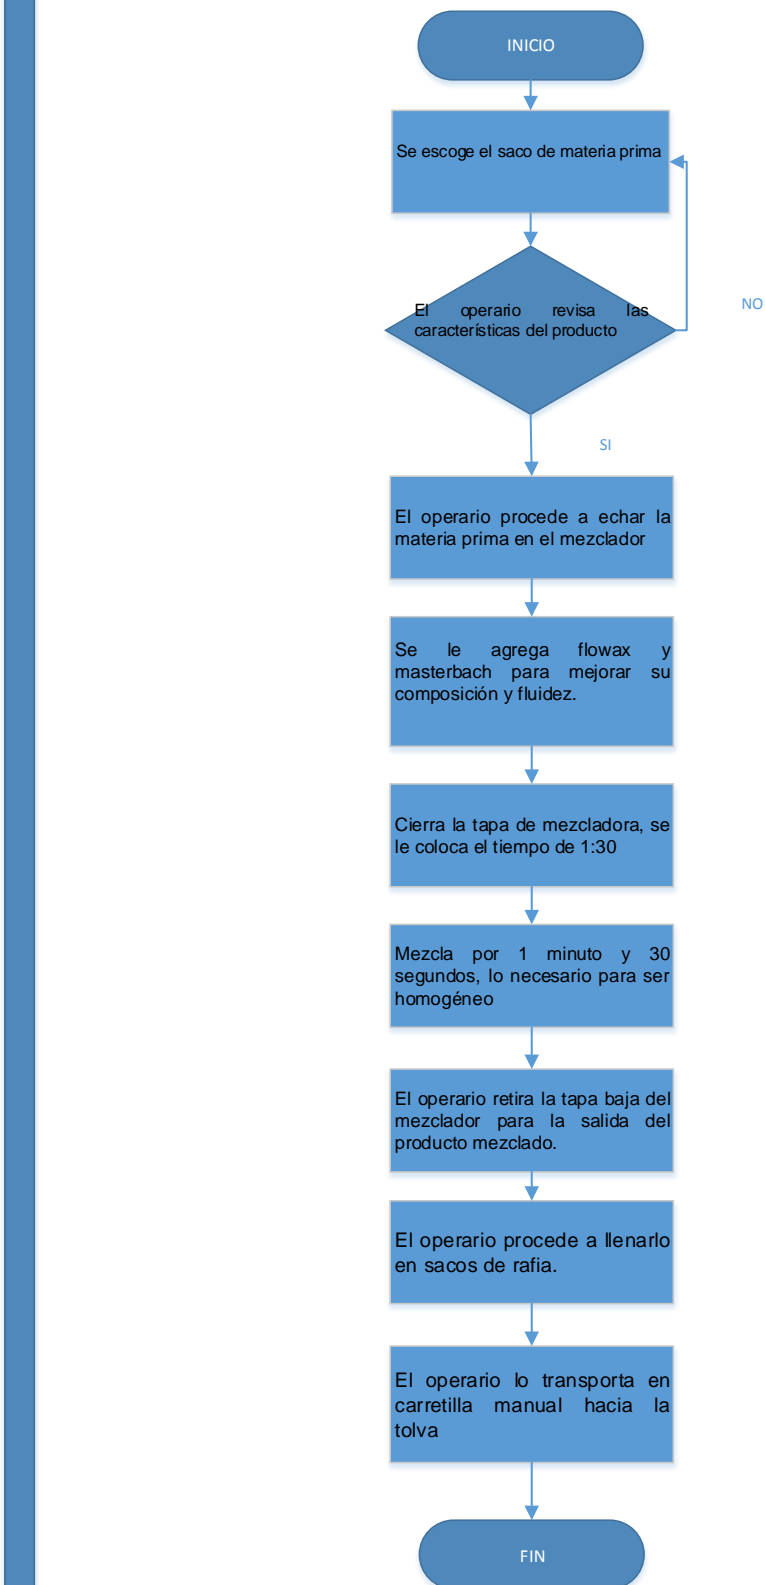 INICIO
Se escoge el saco de materia prima
El operario revisa las
características del producto
NO
SI
El operario procede a echar la
materia prima en el mezclador
Se le agrega flowax y
masterbach para mejorar su
composición y fluidez.
Cierra la tapa de mezcladora, se
le coloca el tiempo de 1:30
Mezcla por 1 minuto y 30
segundos, lo necesario para ser
homogéneo
El operario retira la tapa baja del
mezclador para la salida del
producto mezclado.
El operario procede a llenarlo
en sacos de rafia.
El operario lo transporta en
carretilla manual hacia la
tolva
FIN